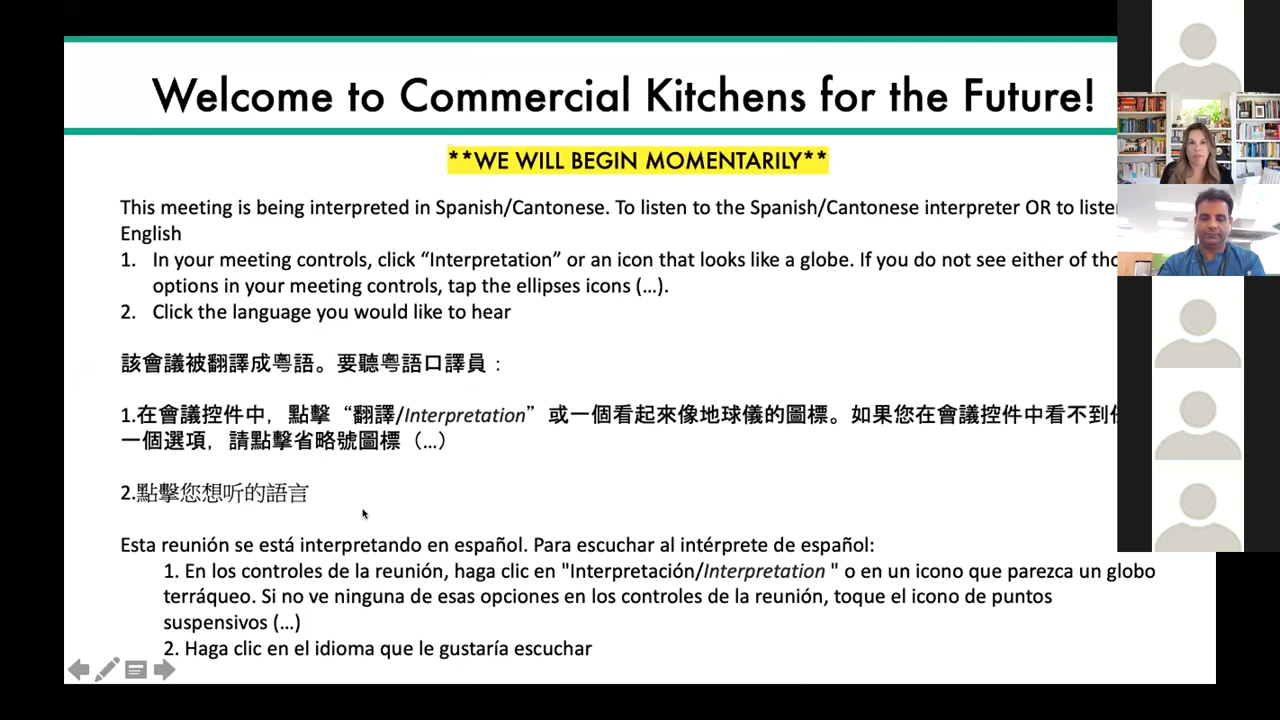 Welcome to Commercial Kitchens for the Future!
**WE WILL BEGIN MOMENTARILY**
This meeting is being interpreted in Spanish/Cantonese. To listen to the Spanish/Cantonese interpreter OR to listen
English
1. In your meeting controls, click “Interpretation” or an icon that looks like a globe. If you do not see either of
options in your meeting controls, tap the ellipses icons (…).
2. Click the language you would like to hear
該會議被翻譯成粵語。要聽粵語口譯員：
1.在會議控件中，點擊“翻譯/Interpretation”或一個看起來像地球儀的圖標。如果您在會議控件中看不到
一個選項，請點擊省略號圖標（…）
2.點擊您想听的語言
Esta reunión se está interpretando en español. Para escuchar al intérprete de español:
1. En los controles de la reunión, haga clic en "Interpretación/Interpretation " o en un icono que parezca un globo
terráqueo. Si no ve ninguna de esas opciones en los controles de la reunión, toque el icono de puntos
suspensivos (…)
2. Haga clic en el idioma que le gustaría escuchar